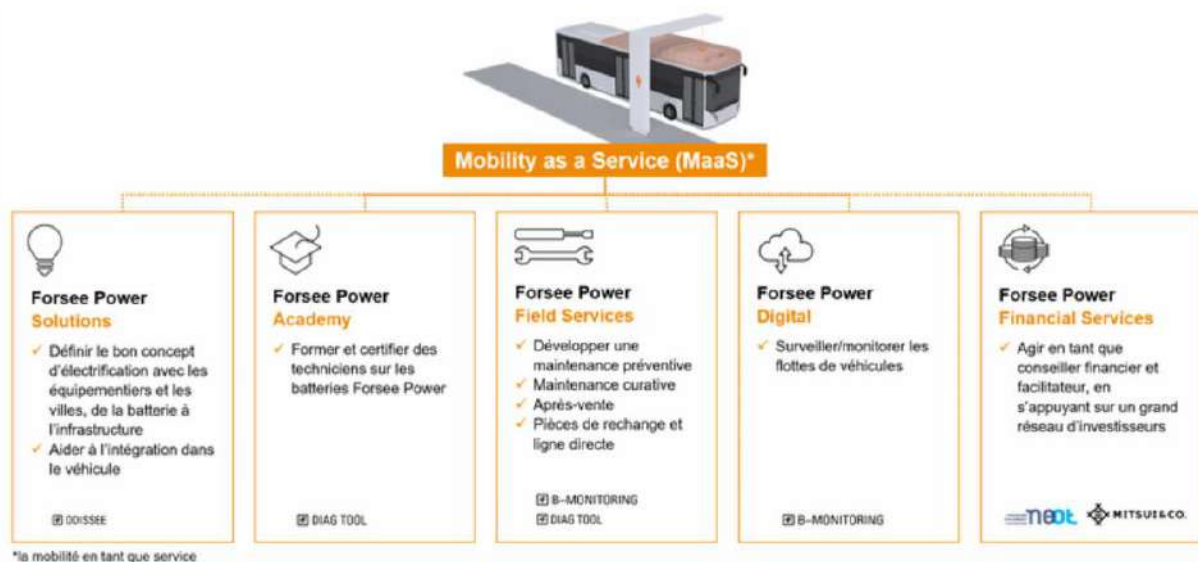 Mobility as a Service (MaaS)*
Forsee Power
Solutions
✓ Définir le bon concept
d'électrification avec les
équipementiers et les
villes, de la batterie à
l'infrastructure
✓ Aider à l'intégration dans
le véhicule
ODISSEE
Forsee Power
Academy
✓ Former et certifier des
techniciens sur les
batteries Forsee Power
DIAG TOOL
Forsee Power
Field Services
✓ Développer une
maintenance préventive
✓ Maintenance curative
✓ Après-vente
✓ Pièces de rechange et
ligne directe
B-MONITORING
DIAG TOOL
Forsee Power
Digital
✓ Surveiller/monitorer les
flottes de véhicules
B-MONITORING
Forsee Power
Financial Services
✓ Agir en tant que
conseiller financier et
facilitateur, en
s'appuyant sur un grand
réseau d'investisseurs
neot MITSUI & CO.
*la mobilité en tant que service